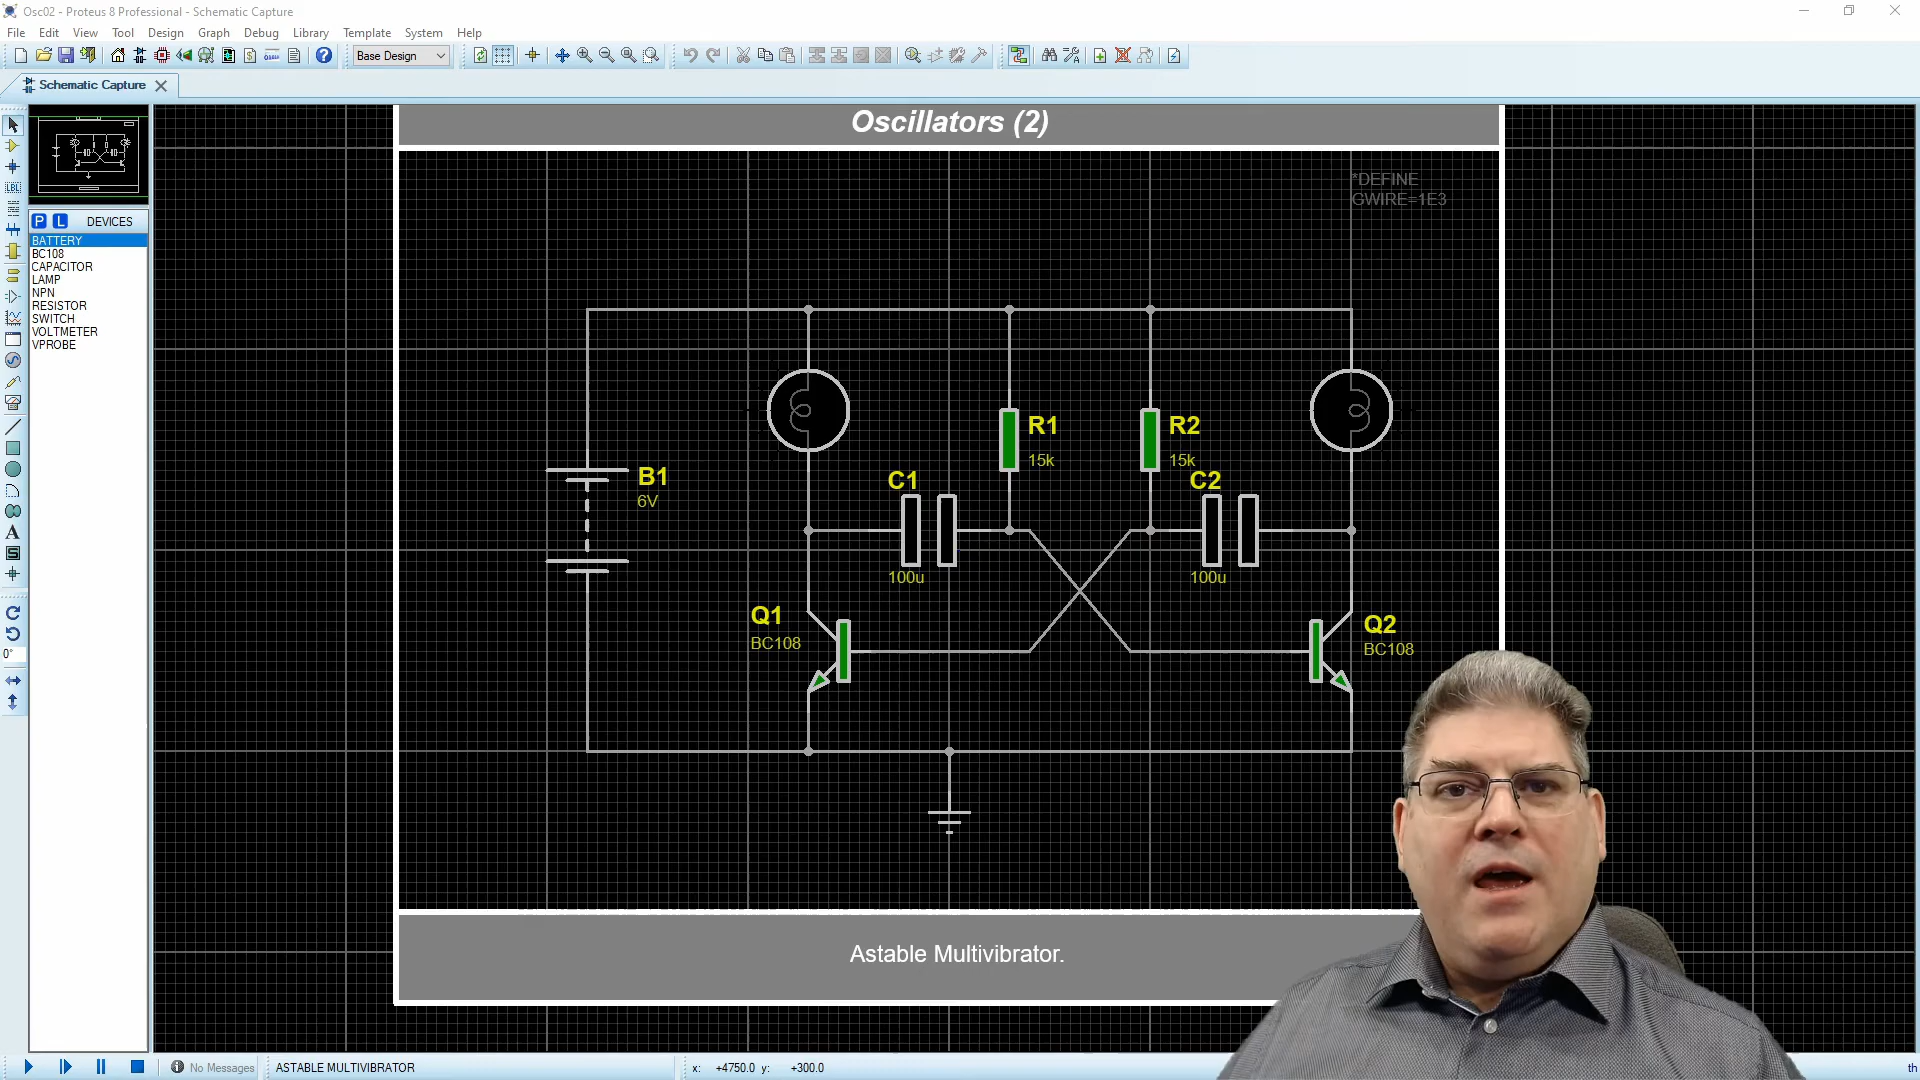 Osc02 - Proteus 8 Professional - Schematic Capture
File Edit View Tool Design Graph Debug Library Template System Help
Base Design
Schematic Capture
Oscillators (2)
*DEFINE
GWIRE=1E3
P L DEVICES
BATTERY
BC108
CAPACITOR
LAMP
NPN
RESISTOR
SWITCH
VOLTMETER
VPROBE
LBL
A
S
0°
B1
6V
R1
15k
R2
15k
C1
100u
C2
100u
Q1
BC108
Q2
BC108
Astable Multivibrator.
No Messages
ASTABLE MULTIVIBRATOR
x: +4750.0 y: +300.0
th